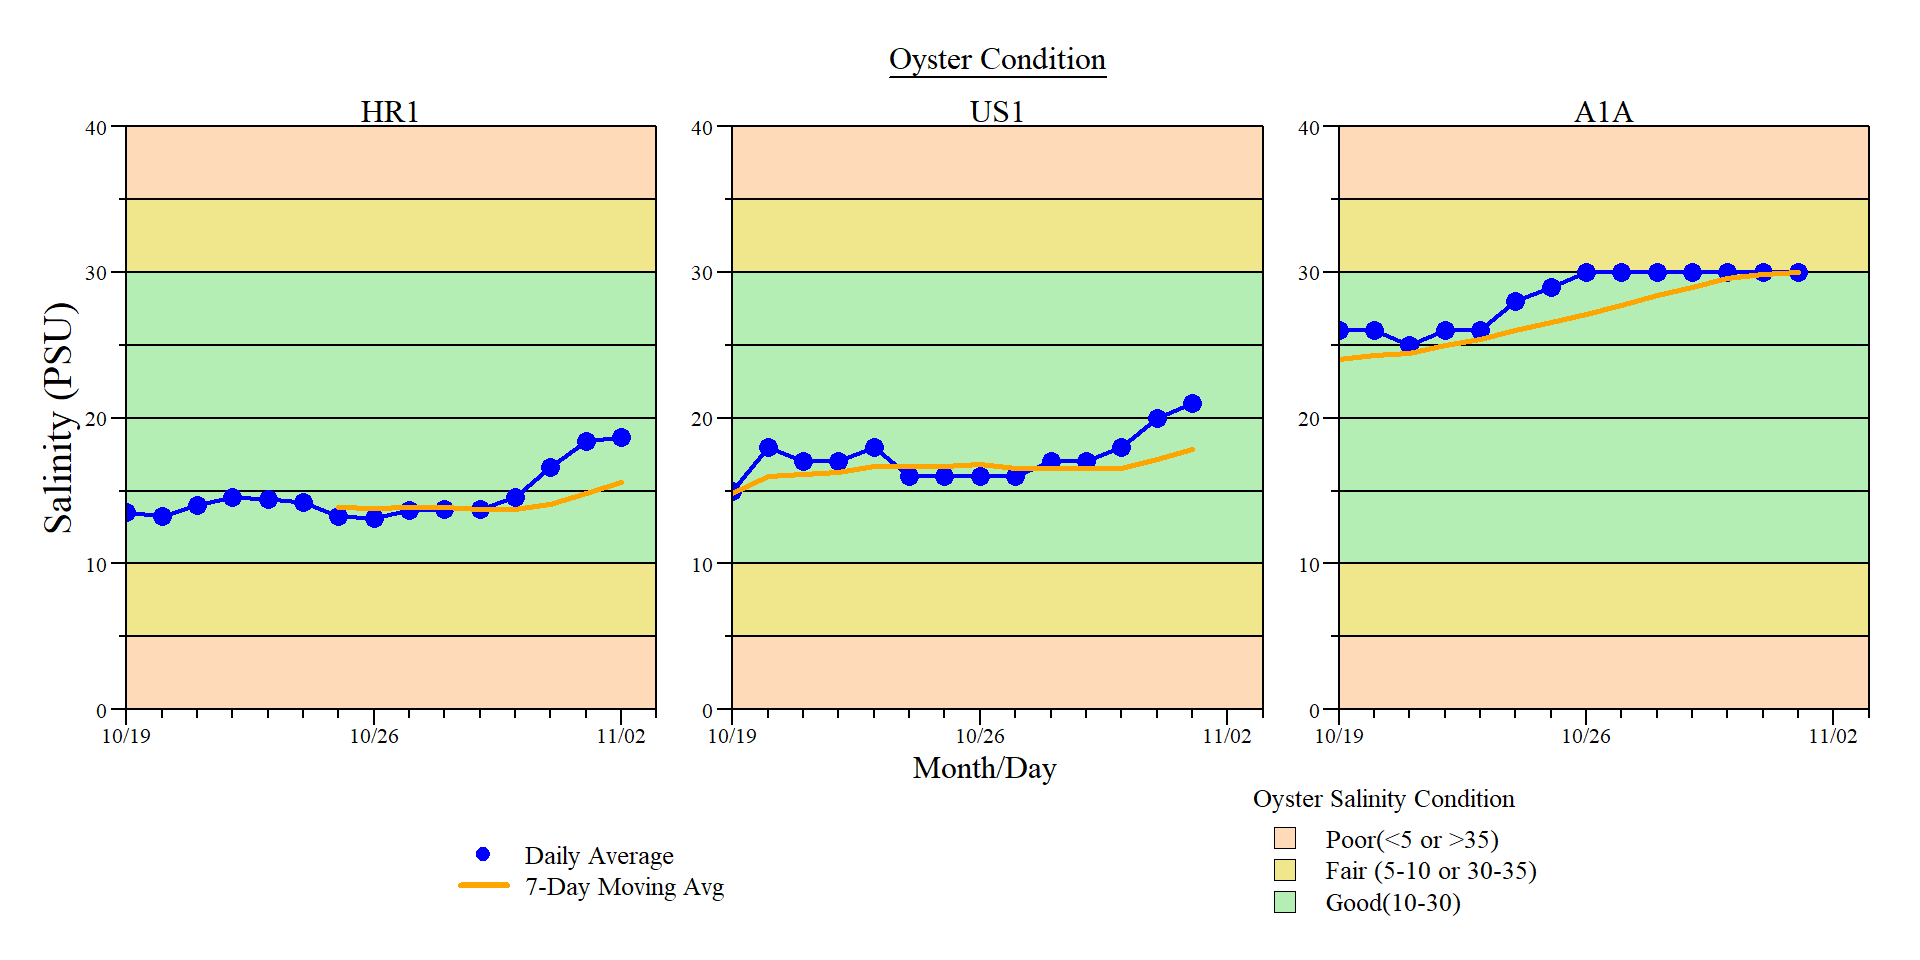 Oyster Condition
HR1
US1
A1A
Salinity (PSU)
40
30
20
10
0
10/19
10/26
11/02
40
30
20
10
0
10/19
10/26
11/02
40
30
20
10
0
10/19
10/26
11/02
Month/Day
Daily Average
7-Day Moving Avg
Oyster Salinity Condition
Poor(<5 or >35)
Fair (5-10 or 30-35)
Good(10-30)